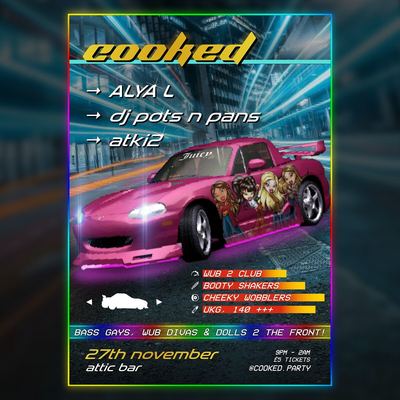 cooked
→ ALYA L
→ dj pots n pans
→ atki2
Juicy
WUB 2 CLUB
BOOTY SHAKERS
CHEEKY WOBBLERS
UKG, 140 +++
BASS GAYS, WUB DIVAS & DOLLS 2 THE FRONT!
27th november
attic bar
9PM - 2AM
£5 TICKETS
@COOKED.PARTY